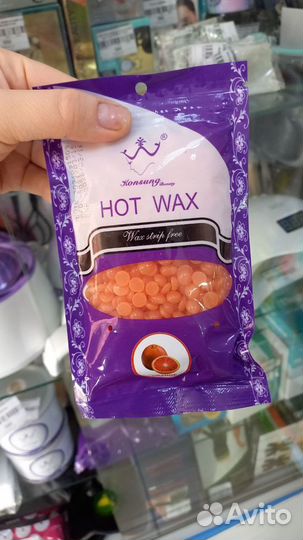 Konsung Beauty
HOT WAX
Wax strip free
Avito